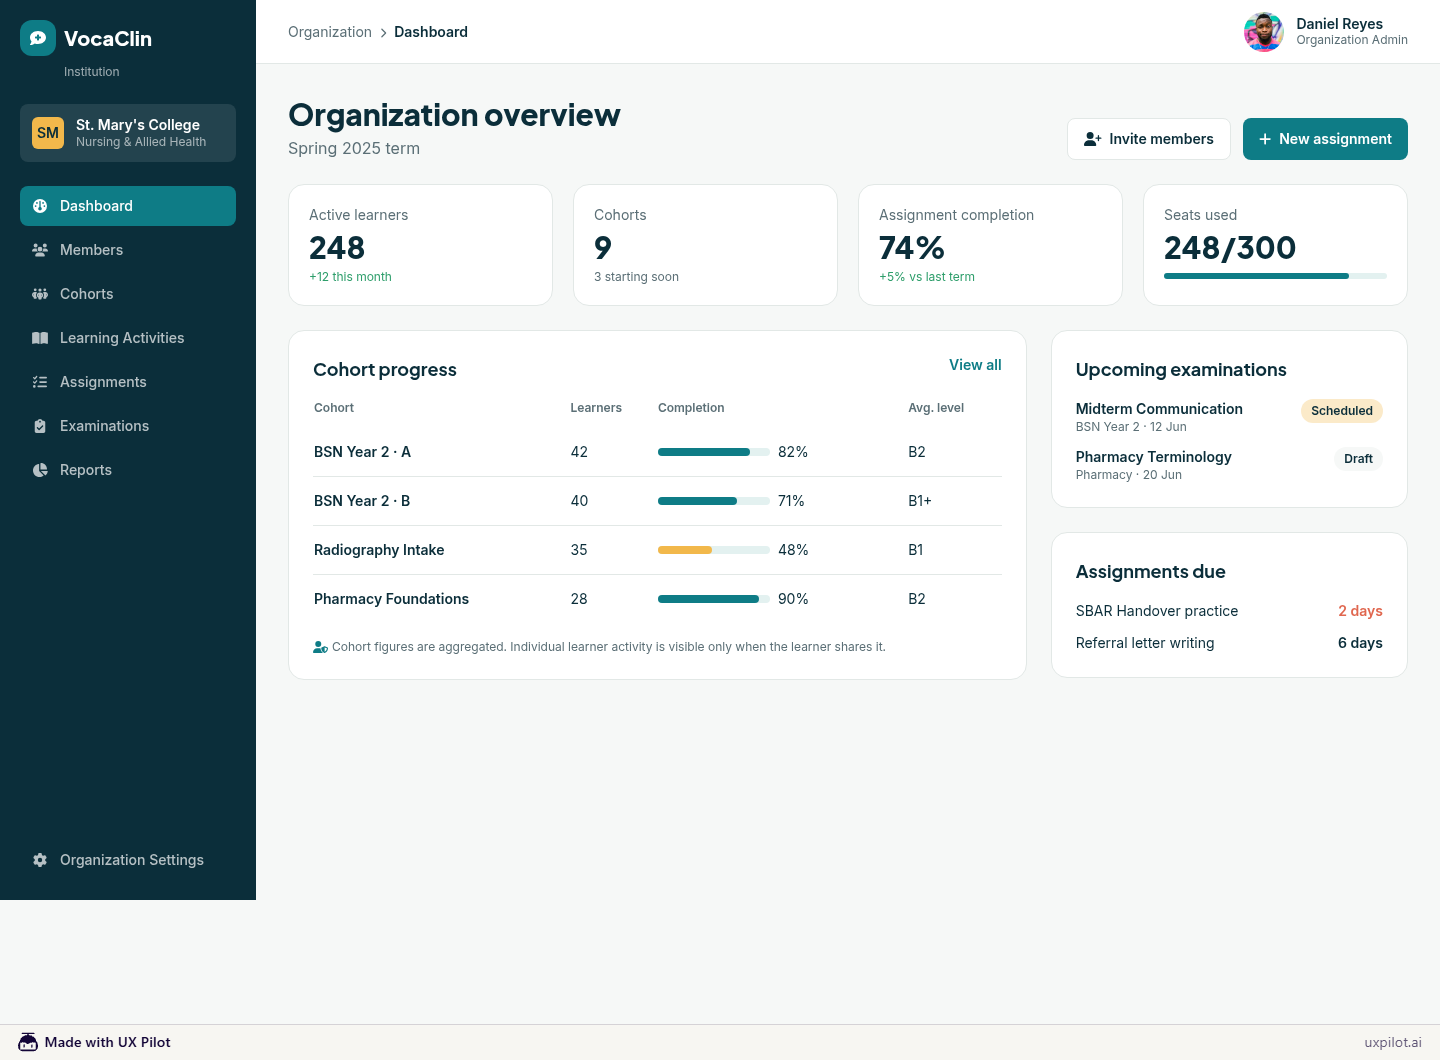 VocaClin
Institution
SM
St. Mary's College
Nursing & Allied Health
Dashboard
Members
Cohorts
Learning Activities
Assignments
Examinations
Reports
Organization Settings
Organization > Dashboard
Daniel Reyes
Organization Admin
Organization overview
Spring 2025 term
Invite members
+ New assignment
Active learners
248
+12 this month
Cohorts
9
3 starting soon
Assignment completion
74%
+5% vs last term
Seats used
248/300
Cohort progress
View all
Cohort Learners Completion Avg. level
BSN Year 2 · A 42 82% B2
BSN Year 2 · B 40 71% B1+
Radiography Intake 35 48% B1
Pharmacy Foundations 28 90% B2
Cohort figures are aggregated. Individual learner activity is visible only when the learner shares it.
Upcoming examinations
Midterm Communication Scheduled
BSN Year 2 · 12 Jun
Pharmacy Terminology Draft
Pharmacy · 20 Jun
Assignments due
SBAR Handover practice 2 days
Referral letter writing 6 days
Made with UX Pilot
uxpilot.ai